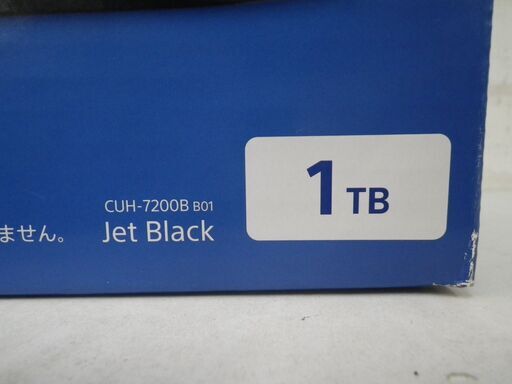 CUH-7200B B01
ません。 Jet Black
1TB